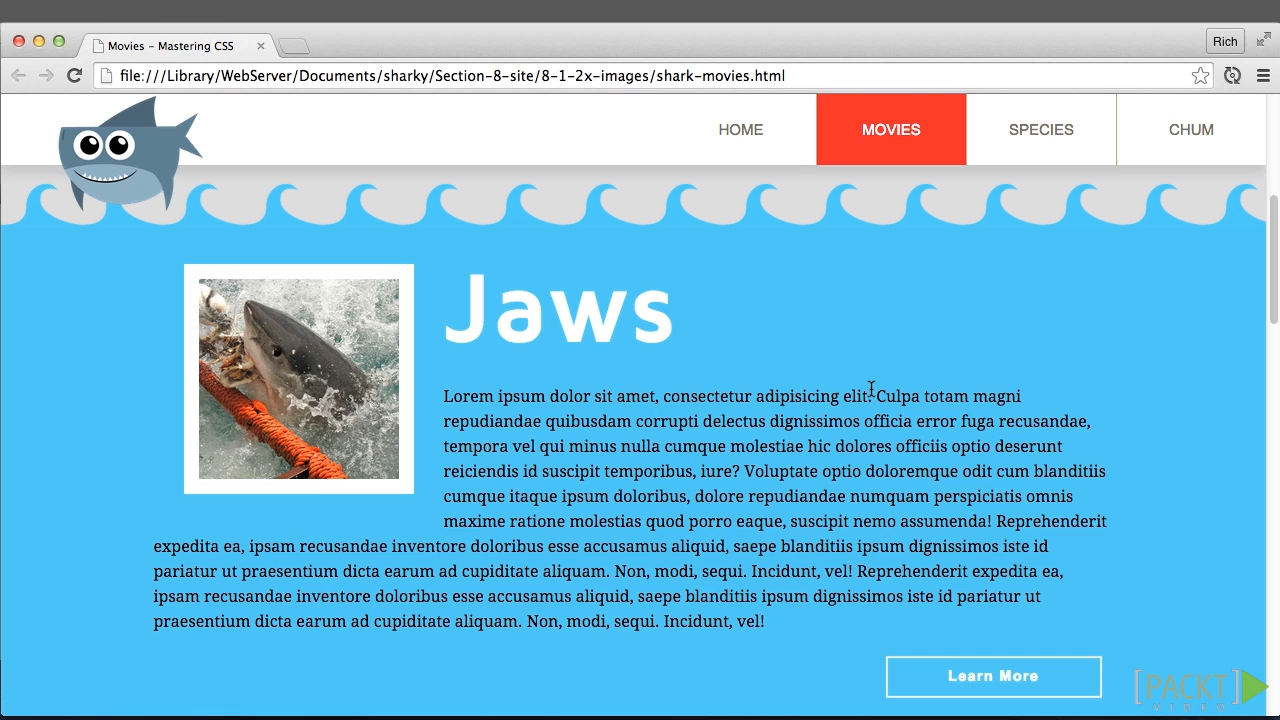 Movies – Mastering CSS
Rich
file:///Library/WebServer/Documents/sharky/Section-8-site/8-1-2x-images/shark-movies.html
HOME MOVIES SPECIES CHUM
Jaws
Lorem ipsum dolor sit amet, consectetur adipisicing elit. Culpa totam magni
repudiandae quibusdam corrupti delectus dignissimos officia error fuga recusandae,
tempora vel qui minus nulla cumque molestiae hic dolores officiis optio deserunt
reiciendis id suscipit temporibus, iure? Voluptate optio doloremque odit cum blanditiis
cumque itaque ipsum doloribus, dolore repudiandae numquam perspiciatis omnis
maxime ratione molestias quod porro eaque, suscipit nemo assumenda! Reprehenderit
expedita ea, ipsam recusandae inventore doloribus esse accusamus aliquid, saepe blanditiis ipsum dignissimos iste id
pariatur ut praesentium dicta earum ad cupiditate aliquam. Non, modi, sequi. Incidunt, vel! Reprehenderit expedita ea,
ipsam recusandae inventore doloribus esse accusamus aliquid, saepe blanditiis ipsum dignissimos iste id pariatur ut
praesentium dicta earum ad cupiditate aliquam. Non, modi, sequi. Incidunt, vel!
Learn More
[PACKT]
VIDEO